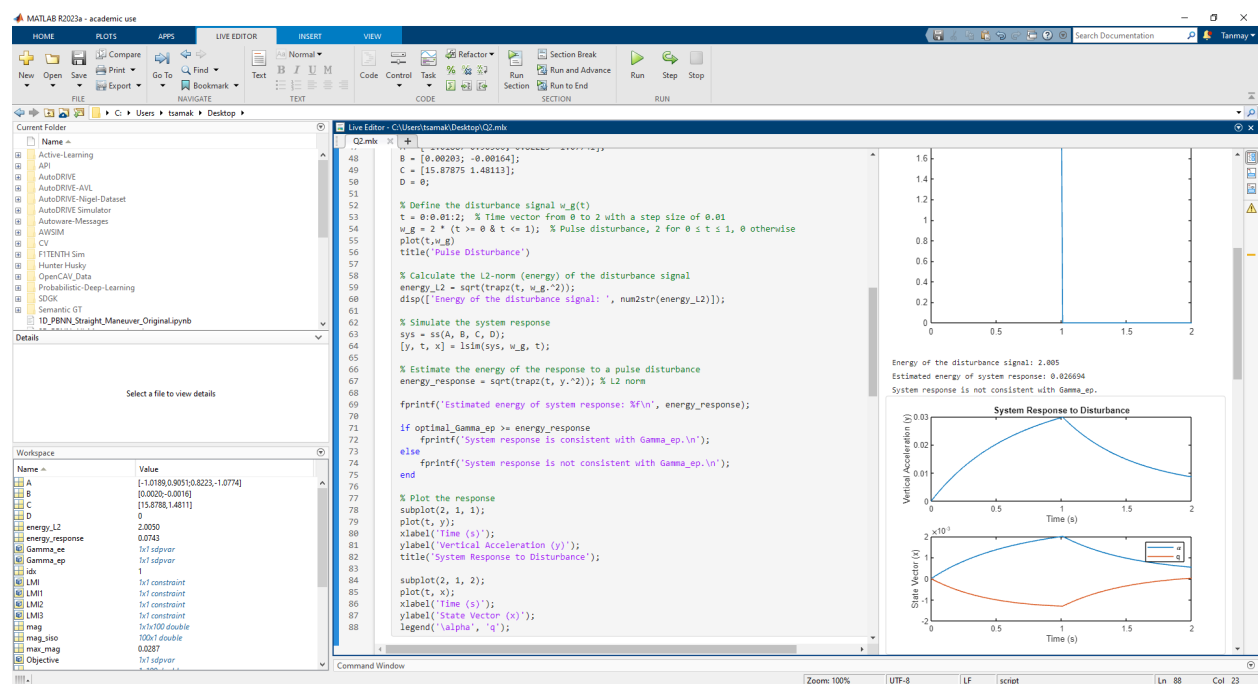 MATLAB R2023a - academic use
HOME PLOTS APPS LIVE EDITOR INSERT VIEW
Search Documentation
Tanmay
New Open Save
Compare
Print
Export
FILE
Go To
Find
Bookmark
NAVIGATE
Text
Normal
B I U M
TEXT
Code Control Task
Refactor
CODE
Run Section
Section Break
Run and Advance
Run to End
SECTION
Run Step Stop
RUN
C: Users tsamak Desktop
Current Folder
Name
Active-Learning
API
AutoDRIVE
AutoDRIVE-AVL
AutoDRIVE-Nigel-Dataset
AutoDRIVE Simulator
Autoware-Messages
AWSIM
CV
F1TENTH Sim
Hunter Husky
OpenCAV_Data
Probabilistic-Deep-Learning
SDGK
Semantic GT
1D_PBNN_Straight_Maneuver_Original.ipynb
Details
Select a file to view details
Workspace
Name Value
A [-1.0189,0.9051;0.8223,-1.0774]
B [0.0020;-0.0016]
C [15.8788,1.4811]
D 0
energy_L2 2.0050
energy_response 0.0743
Gamma_ee 1x1 sdpvar
Gamma_ep 1x1 sdpvar
idx 1
LMI 1x1 constraint
LMI1 1x1 constraint
LMI2 1x1 constraint
LMI3 1x1 constraint
mag 1x1x100 double
mag_siso 100x1 double
max_mag 0.0287
Objective 1x1 sdpvar
Live Editor - C:\Users\tsamak\Desktop\Q2.mlx
Q2.mlx
48 B = [0.00203; -0.00164];
49 C = [15.87875 1.48113];
50 D = 0;
51
52 % Define the disturbance signal w_g(t)
53 t = 0:0.01:2; % Time vector from 0 to 2 with a step size of 0.01
54 w_g = 2 * (t >= 0 & t <= 1); % Pulse disturbance, 2 for 0 ≤ t ≤ 1, 0 otherwise
55 plot(t,w_g)
56 title('Pulse Disturbance')
57
58 % Calculate the L2-norm (energy) of the disturbance signal
59 energy_L2 = sqrt(trapz(t, w_g.^2));
60 disp(['Energy of the disturbance signal: ', num2str(energy_L2)]);
61
62 % Simulate the system response
63 sys = ss(A, B, C, D);
64 [y, t, x] = lsim(sys, w_g, t);
65
66 % Estimate the energy of the response to a pulse disturbance
67 energy_response = sqrt(trapz(t, y.^2)); % L2 norm
68
69 fprintf('Estimated energy of system response: %f\n', energy_response);
70
71 if optimal_Gamma_ep >= energy_response
72 fprintf('System response is consistent with Gamma_ep.\n');
73 else
74 fprintf('System response is not consistent with Gamma_ep.\n');
75 end
76
77 % Plot the response
78 subplot(2, 1, 1);
79 plot(t, y);
80 xlabel('Time (s)');
81 ylabel('Vertical Acceleration (y)');
82 title('System Response to Disturbance');
83
84 subplot(2, 1, 2);
85 plot(t, x);
86 xlabel('Time (s)');
87 ylabel('State Vector (x)');
88 legend('\alpha', 'q');
1.6
1.4
1.2
1
0.8
0.6
0.4
0.2
0
0 0.5 1 1.5 2
Energy of the disturbance signal: 2.005
Estimated energy of system response: 0.026694
System response is not consistent with Gamma_ep.
System Response to Disturbance
Vertical Acceleration (y)
0.03
0.02
0.01
0
0 0.5 1 1.5 2
Time (s)
State Vector (x)
×10⁻³
2
1
0
-1
-2
α
q
0 0.5 1 1.5 2
Time (s)
Command Window
Zoom: 100% UTF-8 LF script Ln 88 Col 23